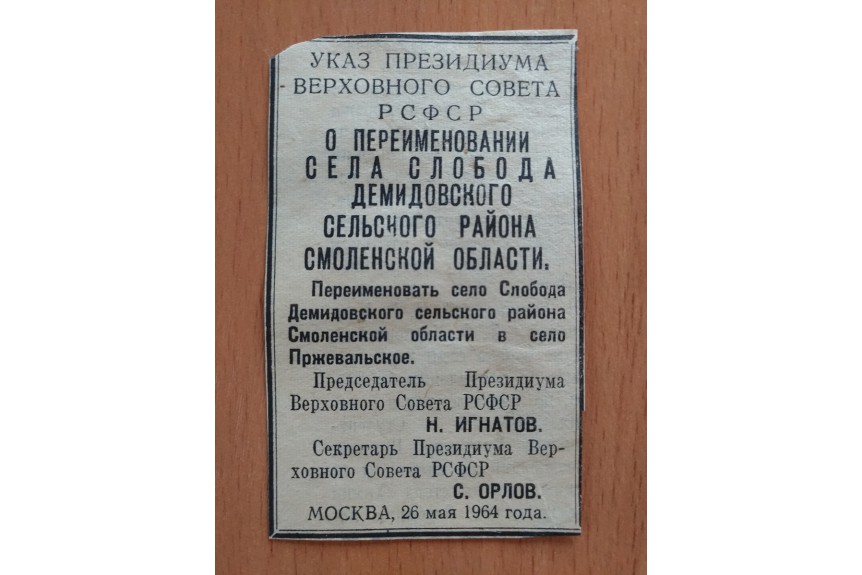 УКАЗ ПРЕЗИДИУМА
ВЕРХОВНОГО СОВЕТА
РСФСР
О ПЕРЕИМЕНОВАНИИ
СЕЛА СЛОБОДА
ДЕМИДОВСКОГО
СЕЛЬСКОГО РАЙОНА
СМОЛЕНСКОЙ ОБЛАСТИ.
Переименовать село Слобода
Демидовского сельского района
Смоленской области в село
Пржевальское.
Председатель Президиума
Верховного Совета РСФСР
Н. ИГНАТОВ.
Секретарь Президиума Вер-
ховного Совета РСФСР
С. ОРЛОВ.
МОСКВА, 26 мая 1964 года.